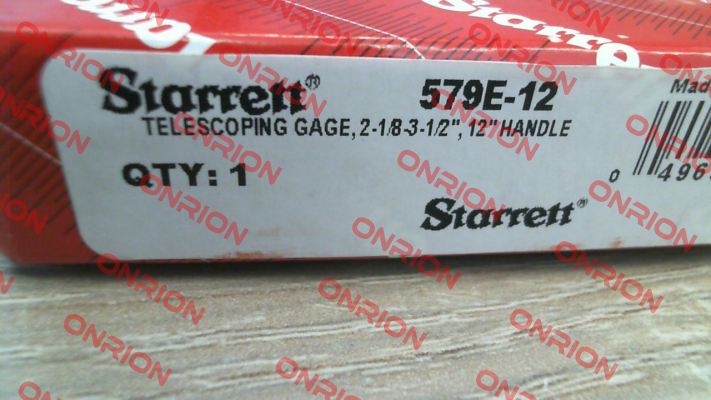 Starrett® 579E-12 Mad
TELESCOPING GAGE, 2-1/8-3-1/2", 12" HANDLE
QTY: 1
0 496
Starrett®
ONRION